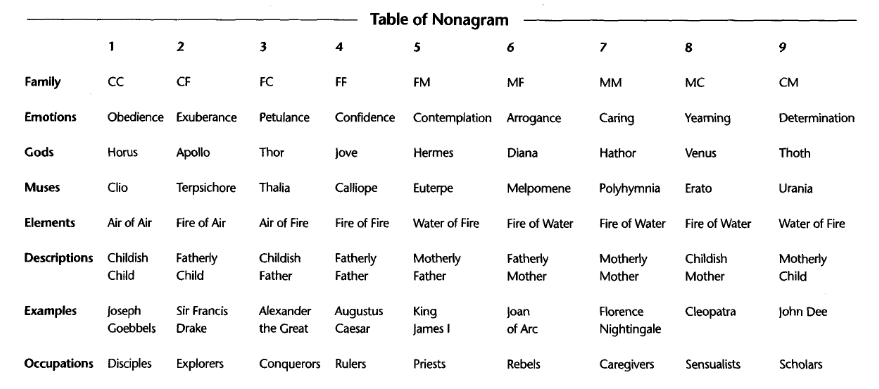 Table of Nonagram
1 2 3 4 5 6 7 8 9
Family CC CF FC FF FM MF MM MC CM
Emotions Obedience Exuberance Petulance Confidence Contemplation Arrogance Caring Yearning Determination
Gods Horus Apollo Thor Jove Hermes Diana Hathor Venus Thoth
Muses Clio Terpsichore Thalia Calliope Euterpe Melpomene Polyhymnia Erato Urania
Elements Air of Air Fire of Air Air of Fire Fire of Fire Water of Fire Fire of Water Fire of Water Fire of Water Water of Fire
Descriptions Childish Fatherly Childish Fatherly Motherly Fatherly Motherly Childish Motherly
Child Child Father Father Father Mother Mother Mother Child
Examples Joseph Sir Francis Alexander Augustus King Joan Florence Cleopatra John Dee
Goebbels Drake the Great Caesar James I of Arc Nightingale
Occupations Disciples Explorers Conquerors Rulers Priests Rebels Caregivers Sensualists Scholars